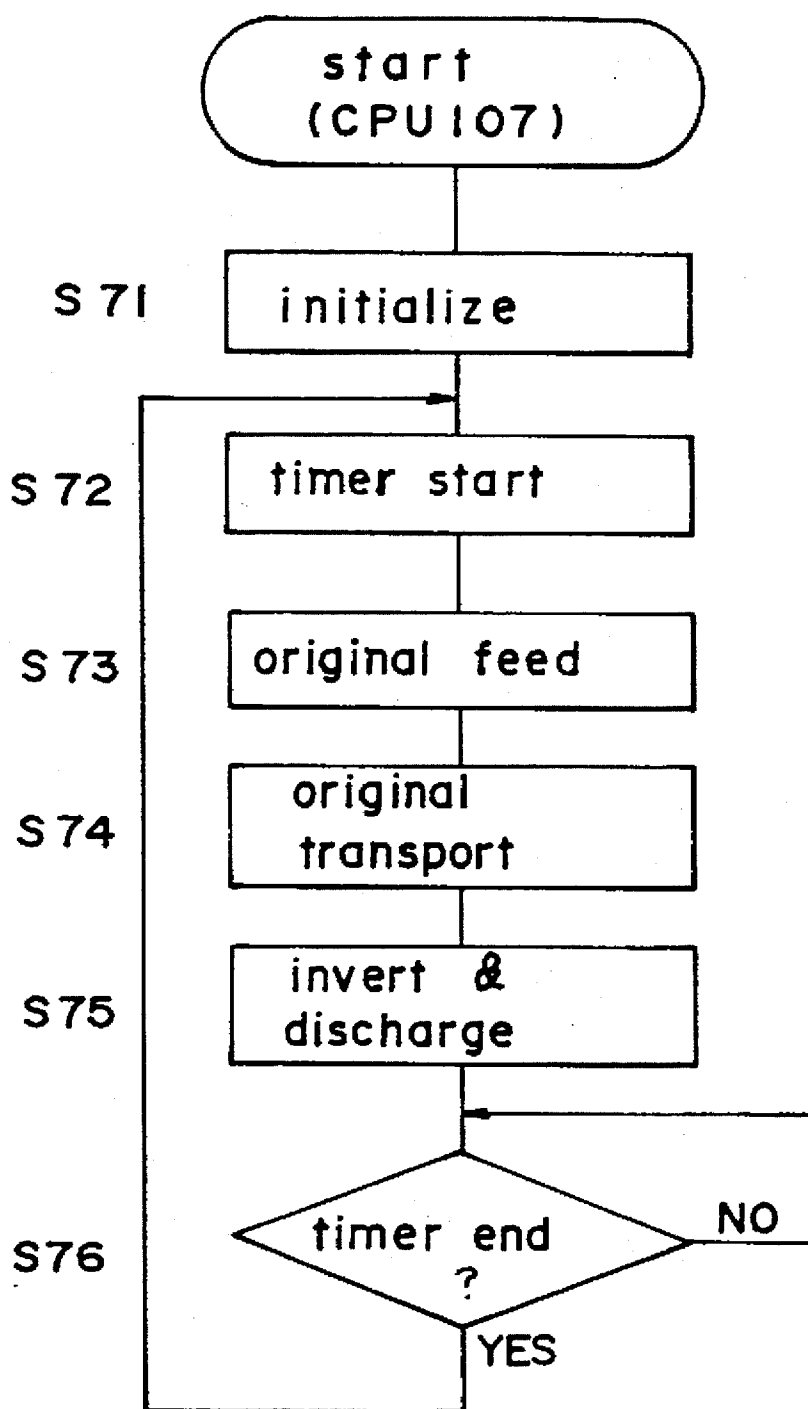 start
(CPU107)
S71
initialize
S72
timer start
S73
original feed
S74
original
transport
S75
invert &
discharge
S76
timer end
?
NO
YES